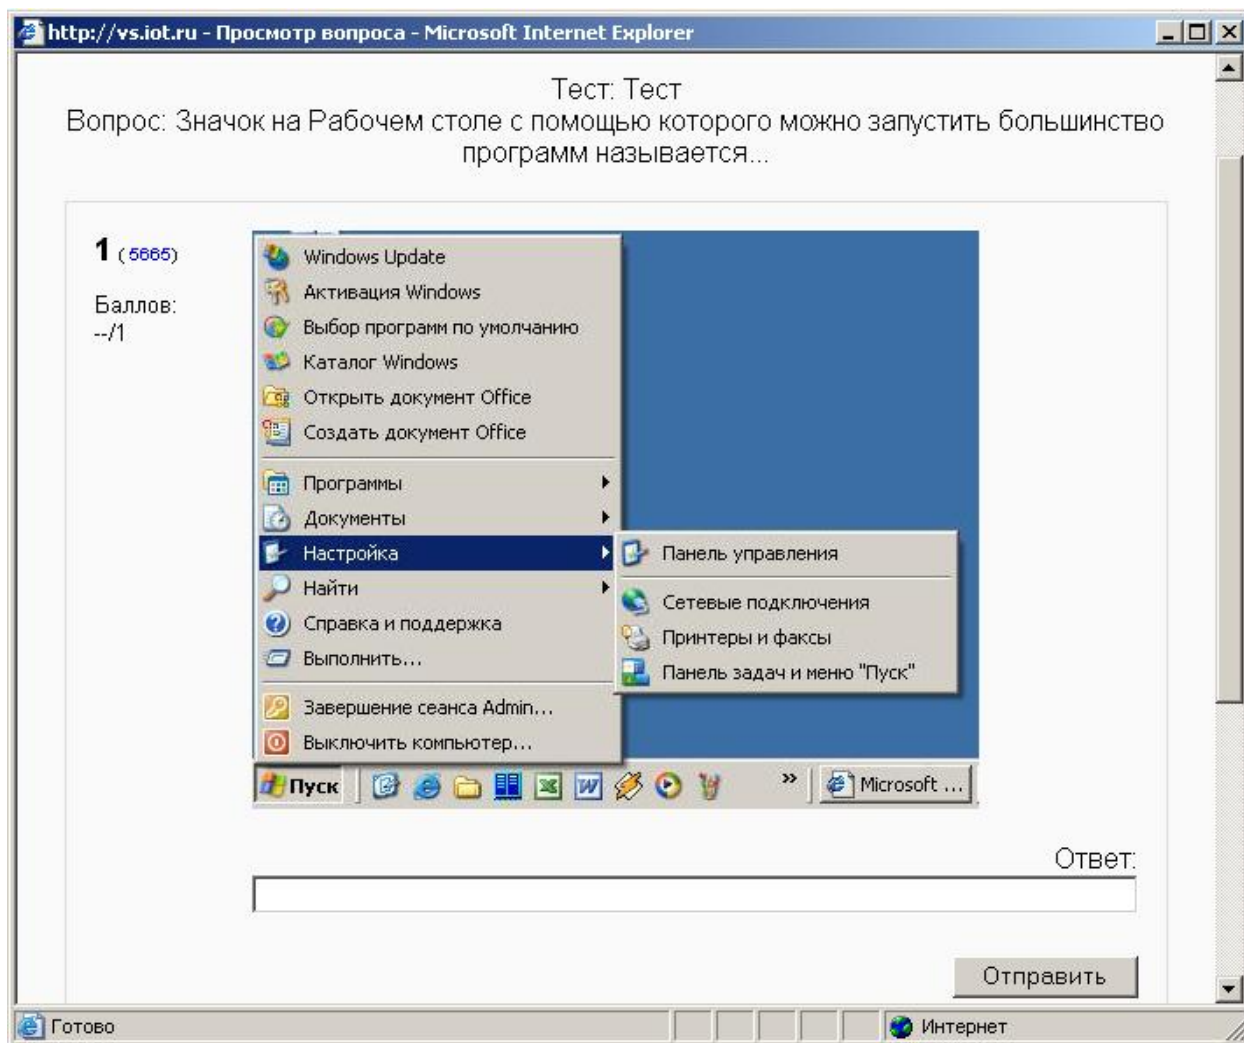 http://vs.iot.ru - Просмотр вопроса - Microsoft Internet Explorer
Тест: Тест
Вопрос: Значок на Рабочем столе с помощью которого можно запустить большинство
программ называется...
1 (5665)
Баллов:
--/1
Windows Update
Активация Windows
Выбор программ по умолчанию
Каталог Windows
Открыть документ Office
Создать документ Office
Программы
Документы
Настройка
Найти
Справка и поддержка
Выполнить...
Завершение сеанса Admin...
Выключить компьютер...
Панель управления
Сетевые подключения
Принтеры и факсы
Панель задач и меню "Пуск"
Пуск
» Microsoft ...
Ответ:
Отправить
Готово
Интернет